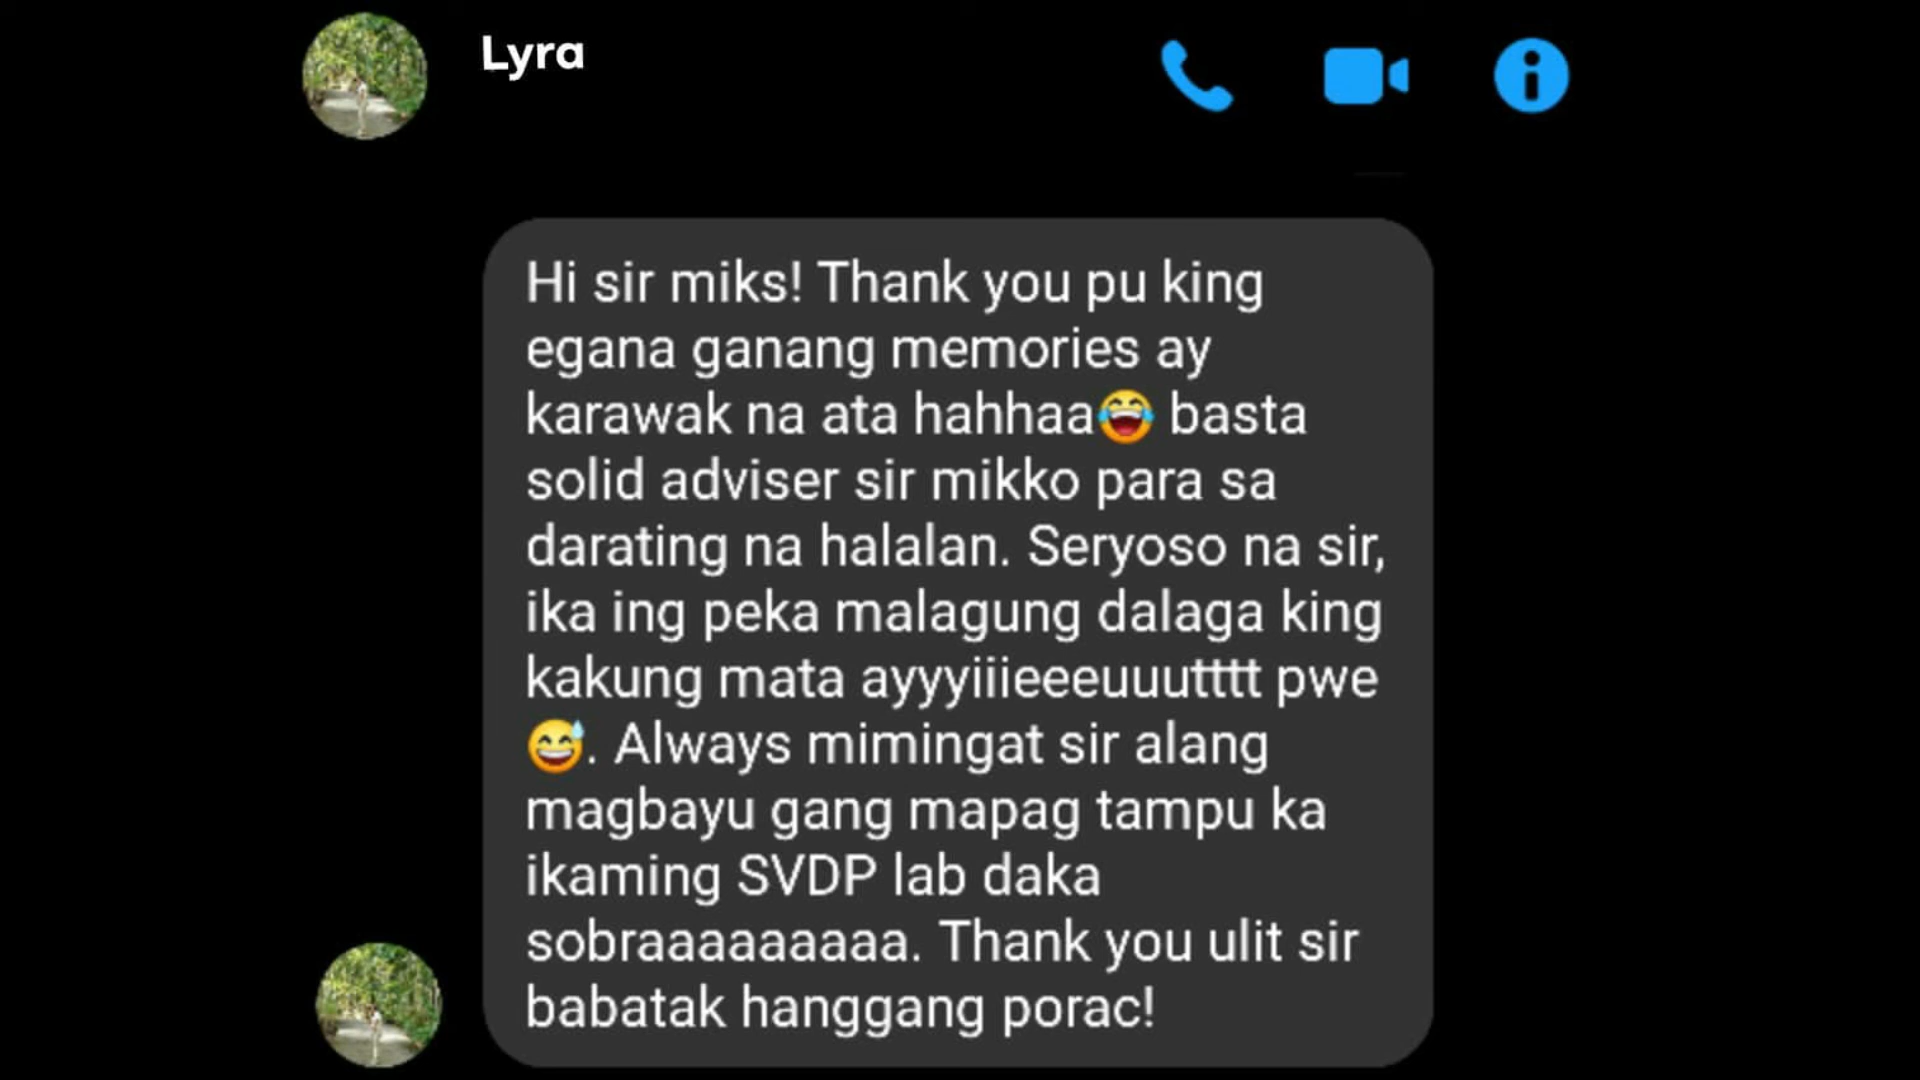 Lyra
Hi sir miks! Thank you pu king
egana ganang memories ay
karawak na ata hahhaa😂 basta
solid adviser sir mikko para sa
darating na halalan. Seryoso na sir,
ika ing peka malagung dalaga king
kakung mata ayyyiiieeeuuutttt pwe
😅. Always mimingat sir alang
magbayu gang mapag tampu ka
ikaming SVDP lab daka
sobraaaaaaaaa. Thank you ulit sir
babatak hanggang porac!